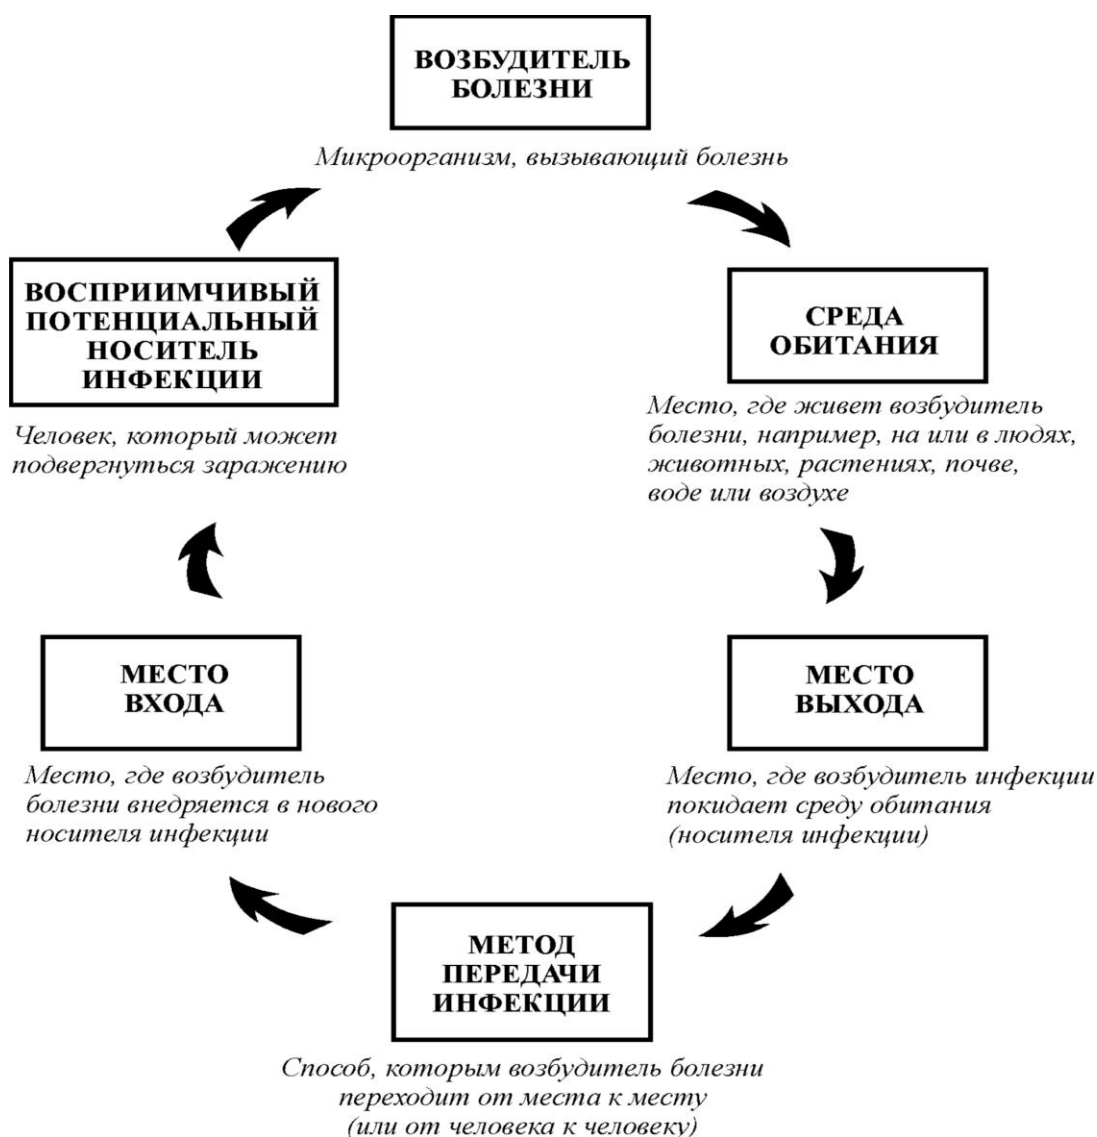 ВОЗБУДИТЕЛЬ
БОЛЕЗНИ
Микроорганизм, вызывающий болезнь
СРЕДА
ОБИТАНИЯ
Место, где живет возбудитель
болезни, например, на или в людях,
животных, растениях, почве,
воде или воздухе
МЕСТО
ВЫХОДА
Место, где возбудитель инфекции
покидает среду обитания
(носителя инфекции)
МЕТОД
ПЕРЕДАЧИ
ИНФЕКЦИИ
Способ, которым возбудитель болезни
переходит от места к месту
(или от человека к человеку)
МЕСТО
ВХОДА
Место, где возбудитель
болезни внедряется в нового
носителя инфекции
ВОСПРИИМЧИВЫЙ
ПОТЕНЦИАЛЬНЫЙ
НОСИТЕЛЬ
ИНФЕКЦИИ
Человек, который может
подвергнуться заражению